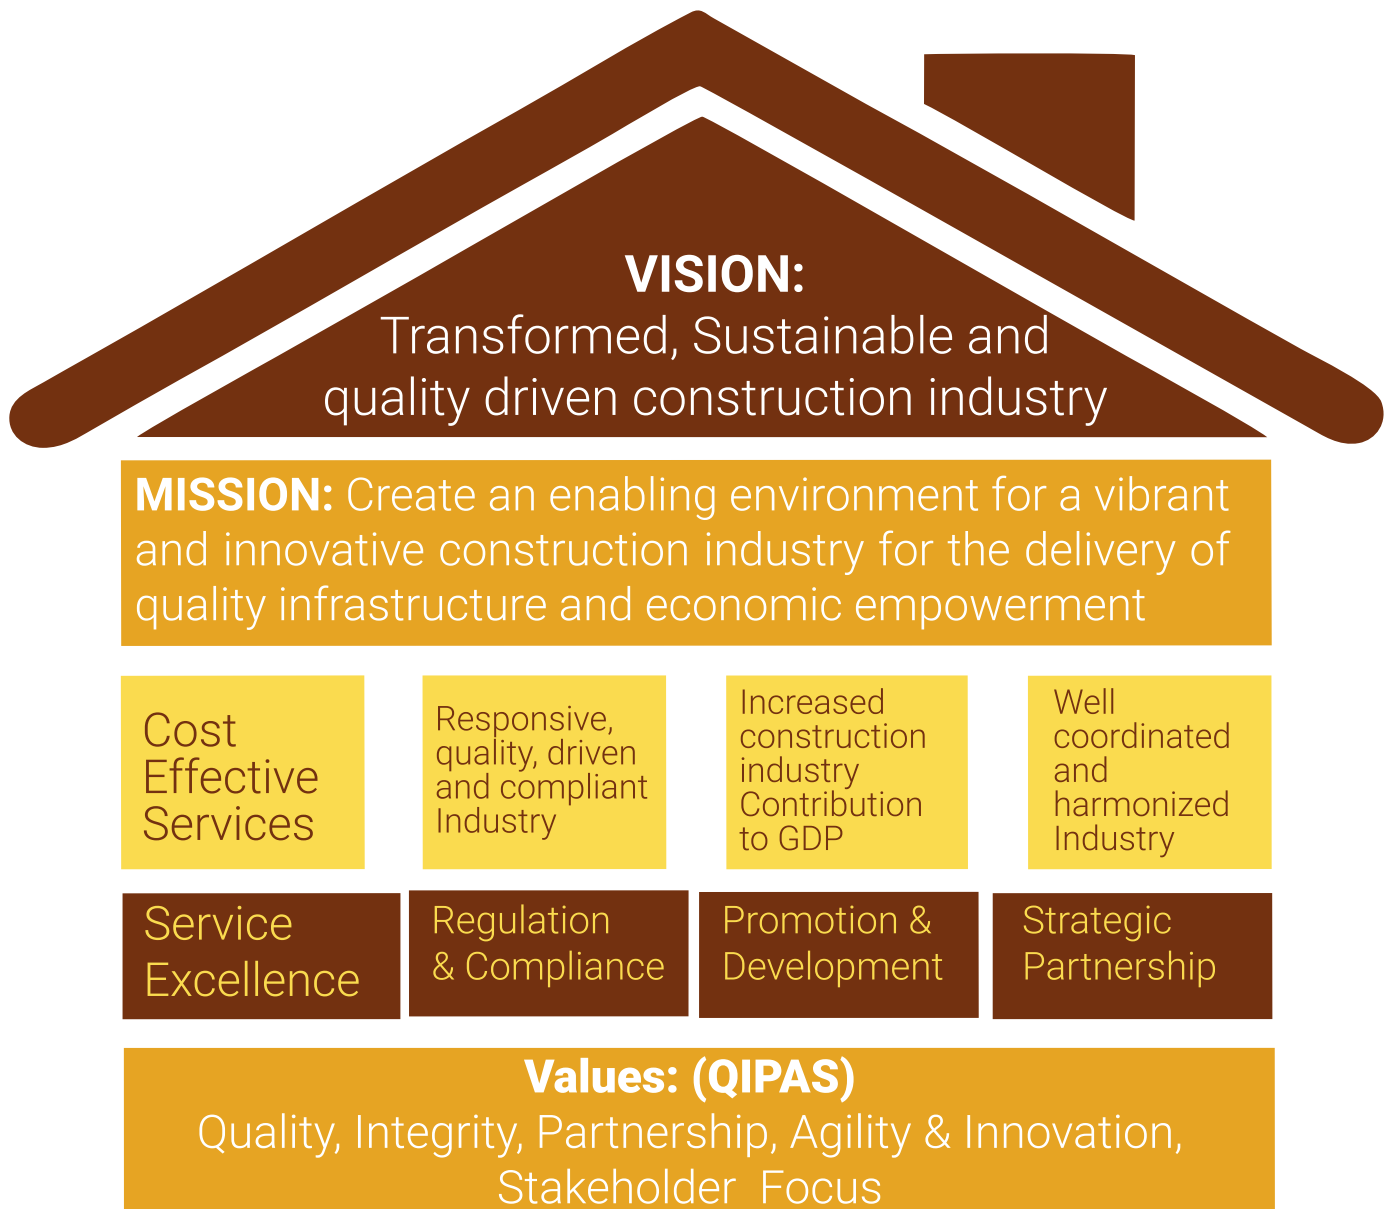 VISION:
Transformed, Sustainable and
quality driven construction industry
MISSION: Create an enabling environment for a vibrant
and innovative construction industry for the delivery of
quality infrastructure and economic empowerment
Cost
Effective
Services
Responsive,
quality, driven
and compliant
Industry
Increased
construction
industry
Contribution
to GDP
Well
coordinated
and
harmonized
Industry
Service
Excellence
Regulation
& Compliance
Promotion &
Development
Strategic
Partnership
Values: (QIPAS)
Quality, Integrity, Partnership, Agility & Innovation,
Stakeholder Focus